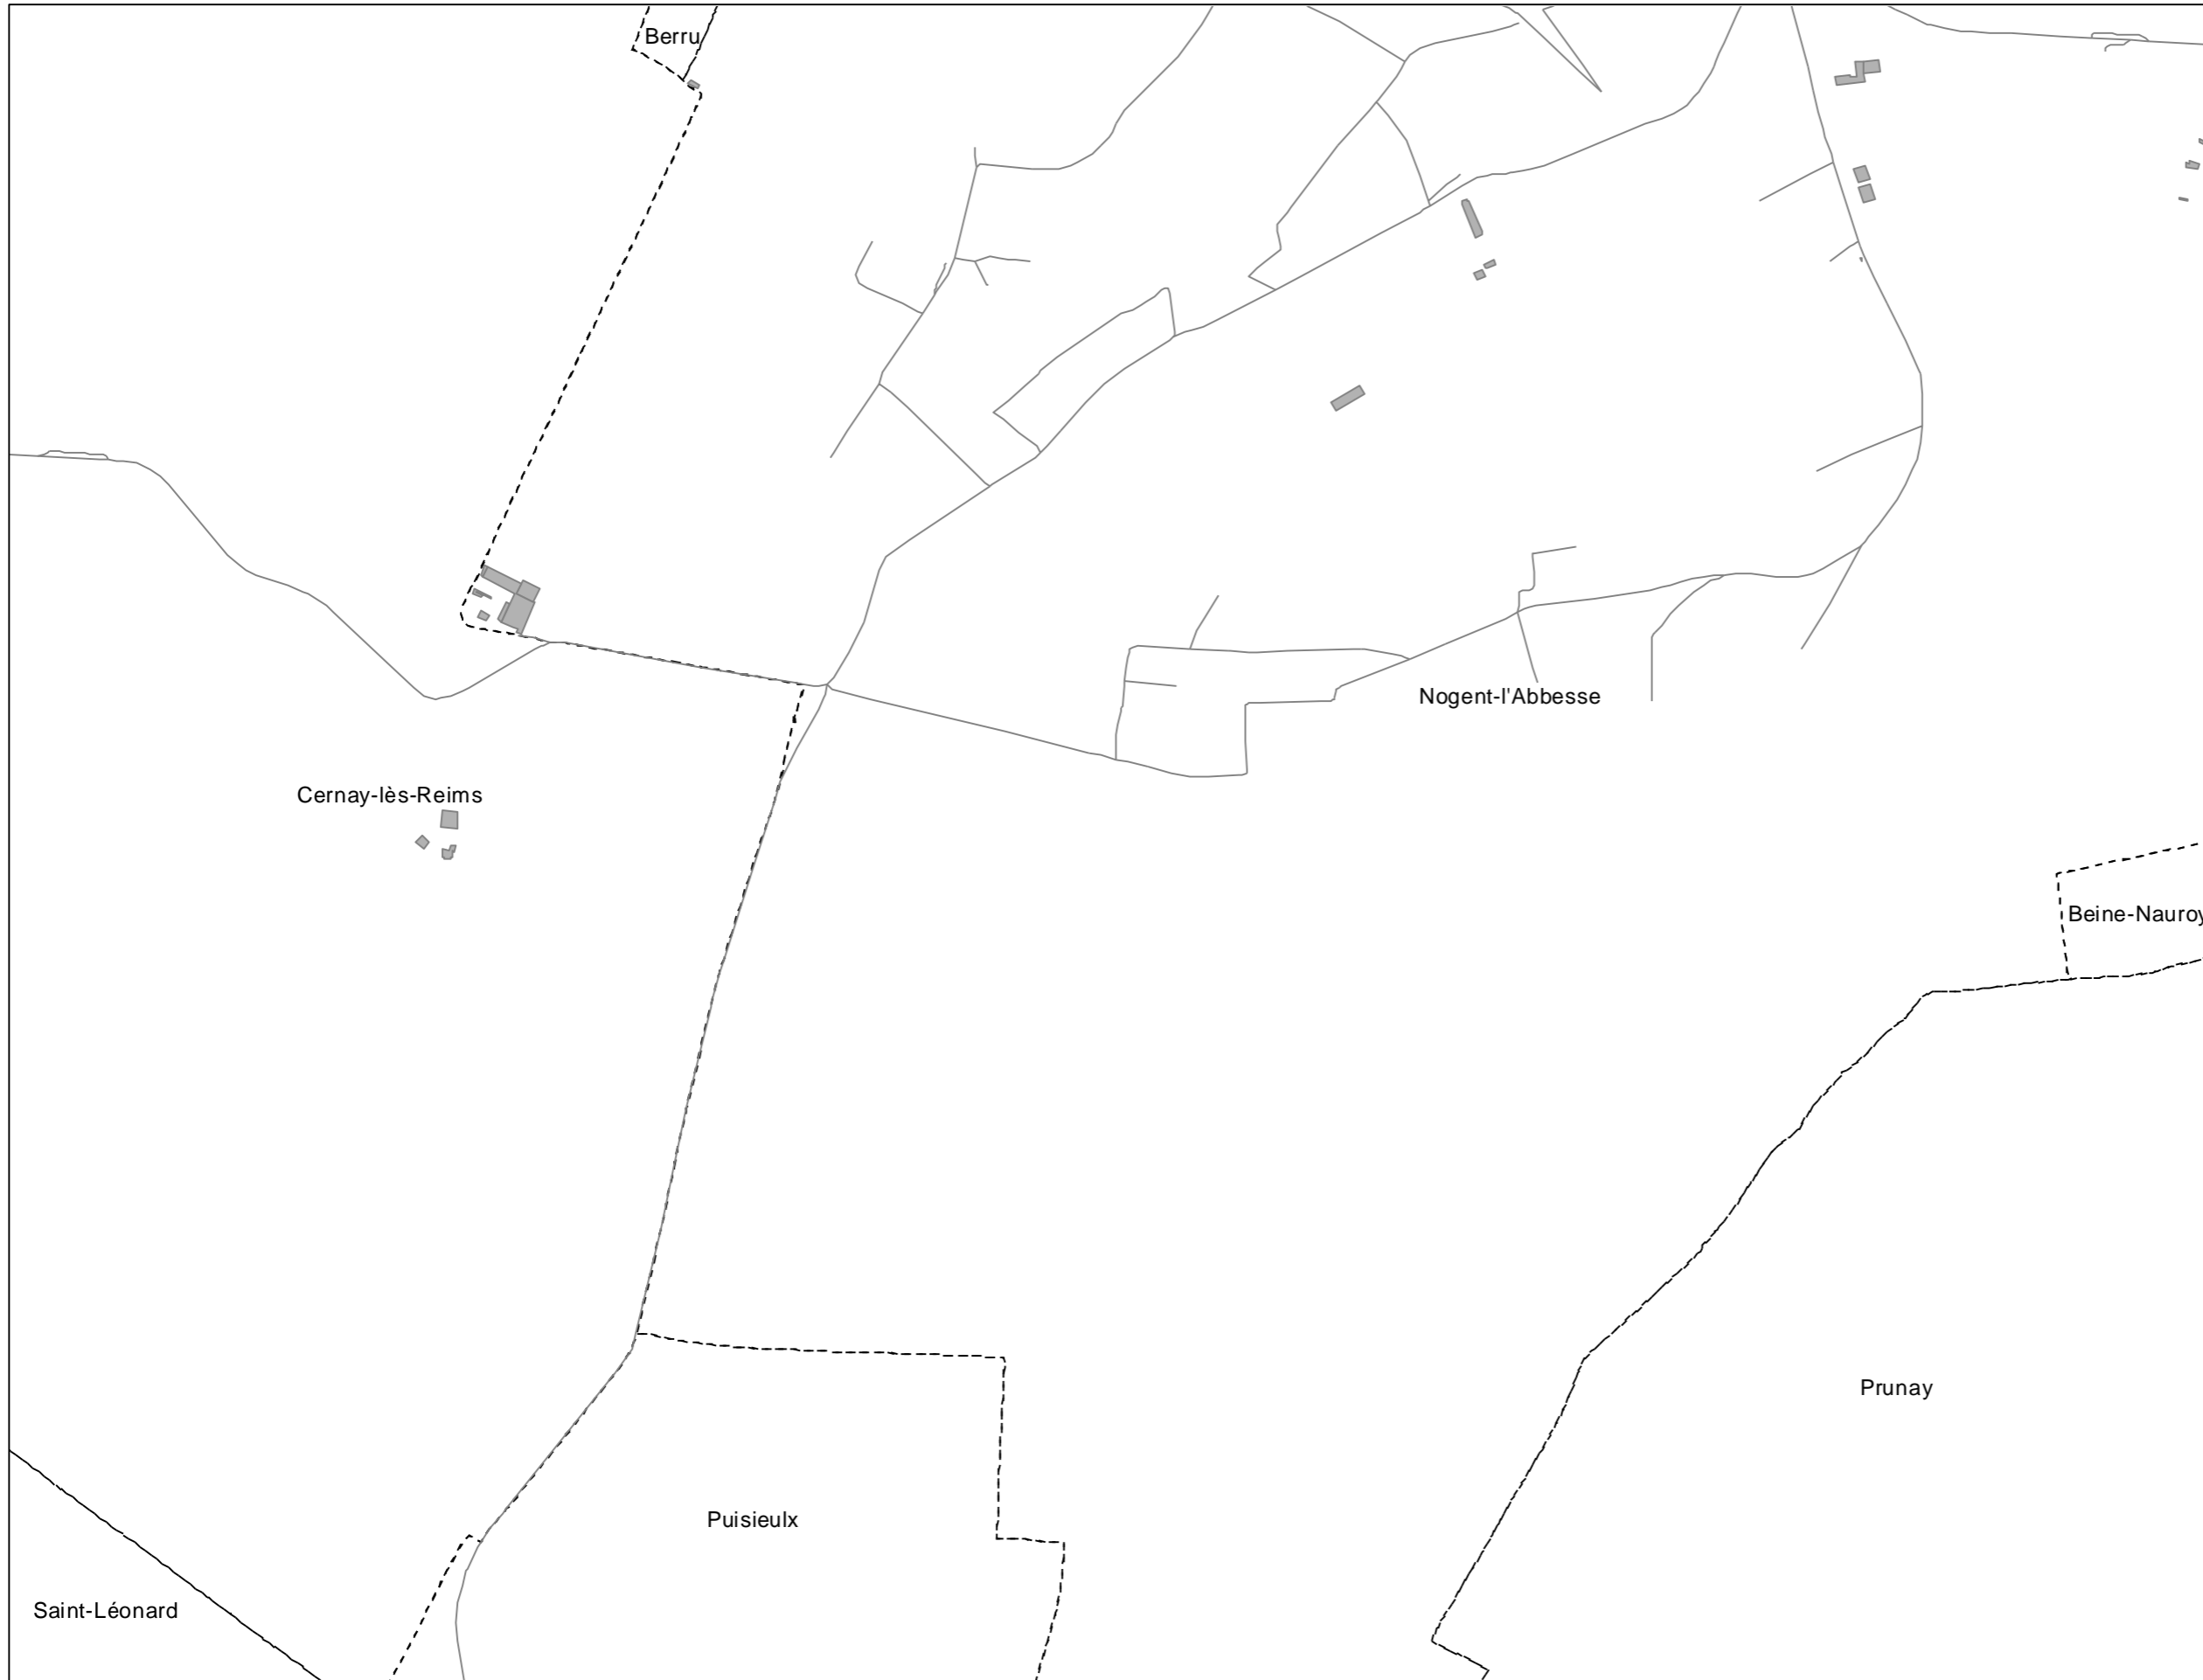 Berru
Nogent-l'Abbesse
Cernay-lès-Reims
Beine-Nauroy
Prunay
Puisieulx
Saint-Léonard